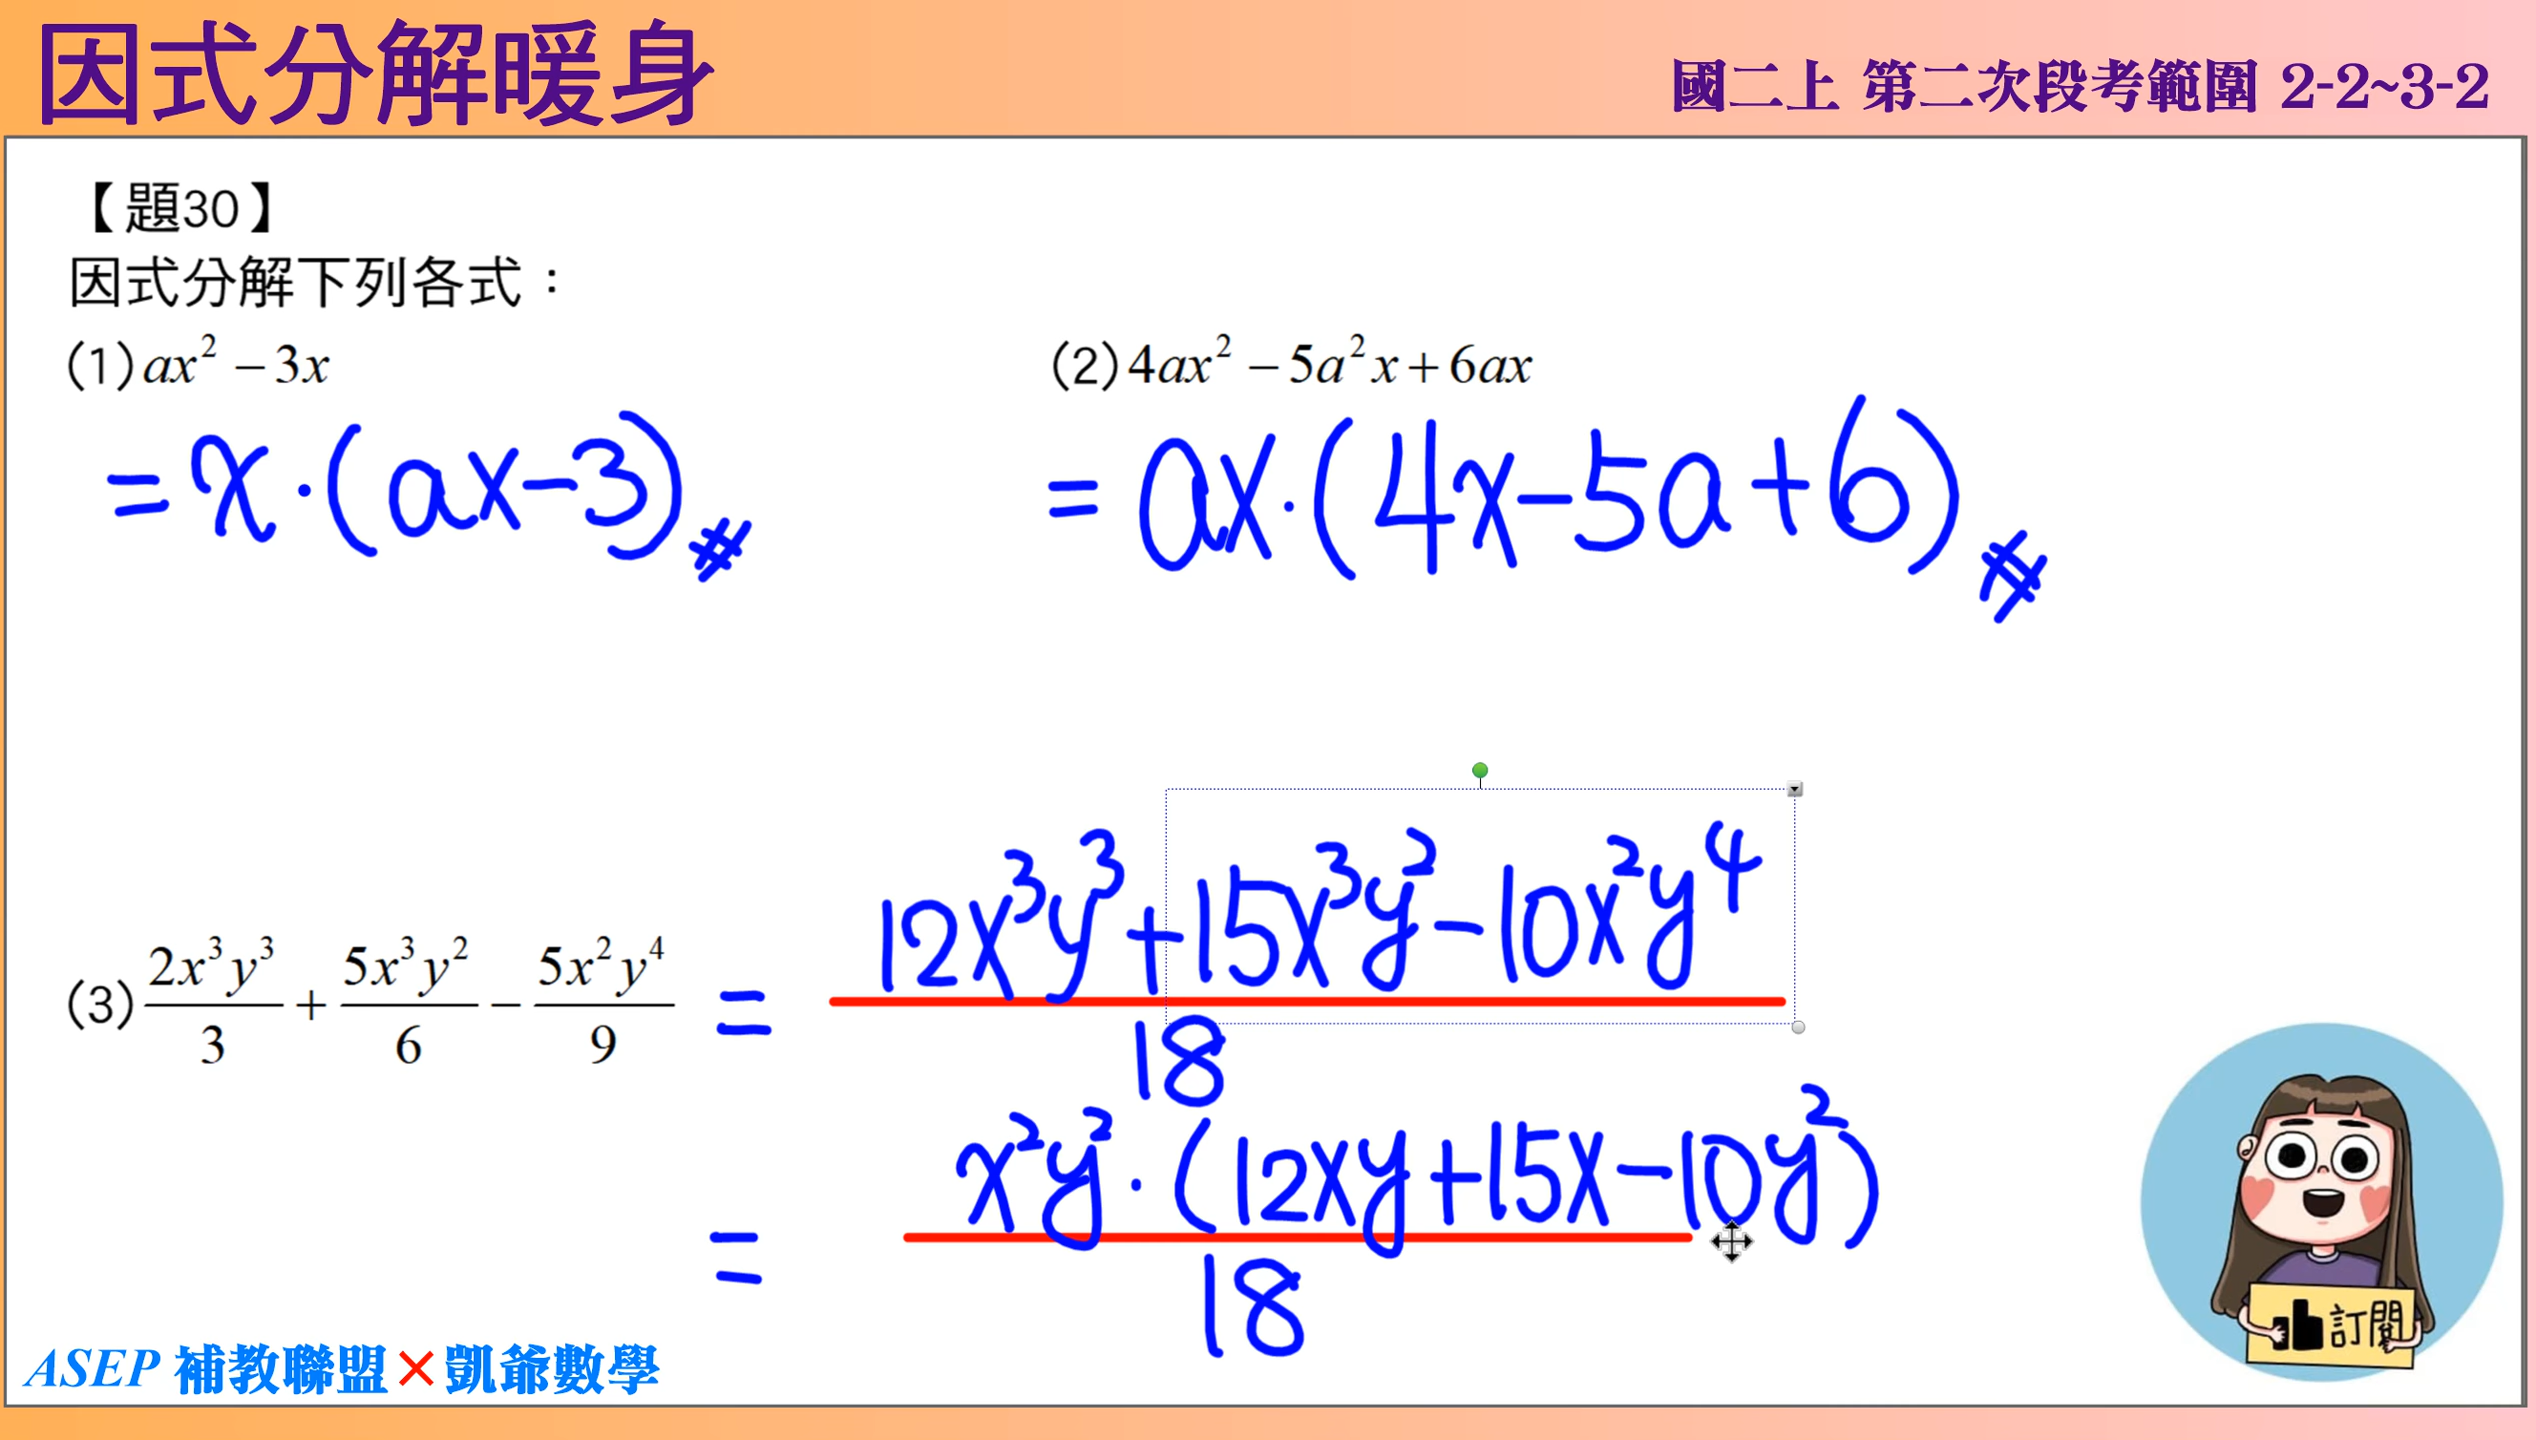 因式分解暖身
國二上 第二次段考範圍 2-2~3-2
【題30】
因式分解下列各式：
(1) ax² − 3x
(2) 4ax² − 5a²x + 6ax
= x·(ax−3)#
= ax·(4x−5a+6)#
(3) 2x³y³/3 + 5x³y²/6 − 5x²y⁴/9 = (12x³y³+15x³y²−10x²y⁴)/18
= x²y²·(12xy+15x−10y²)/18
訂閱
ASEP 補教聯盟×凱爺數學